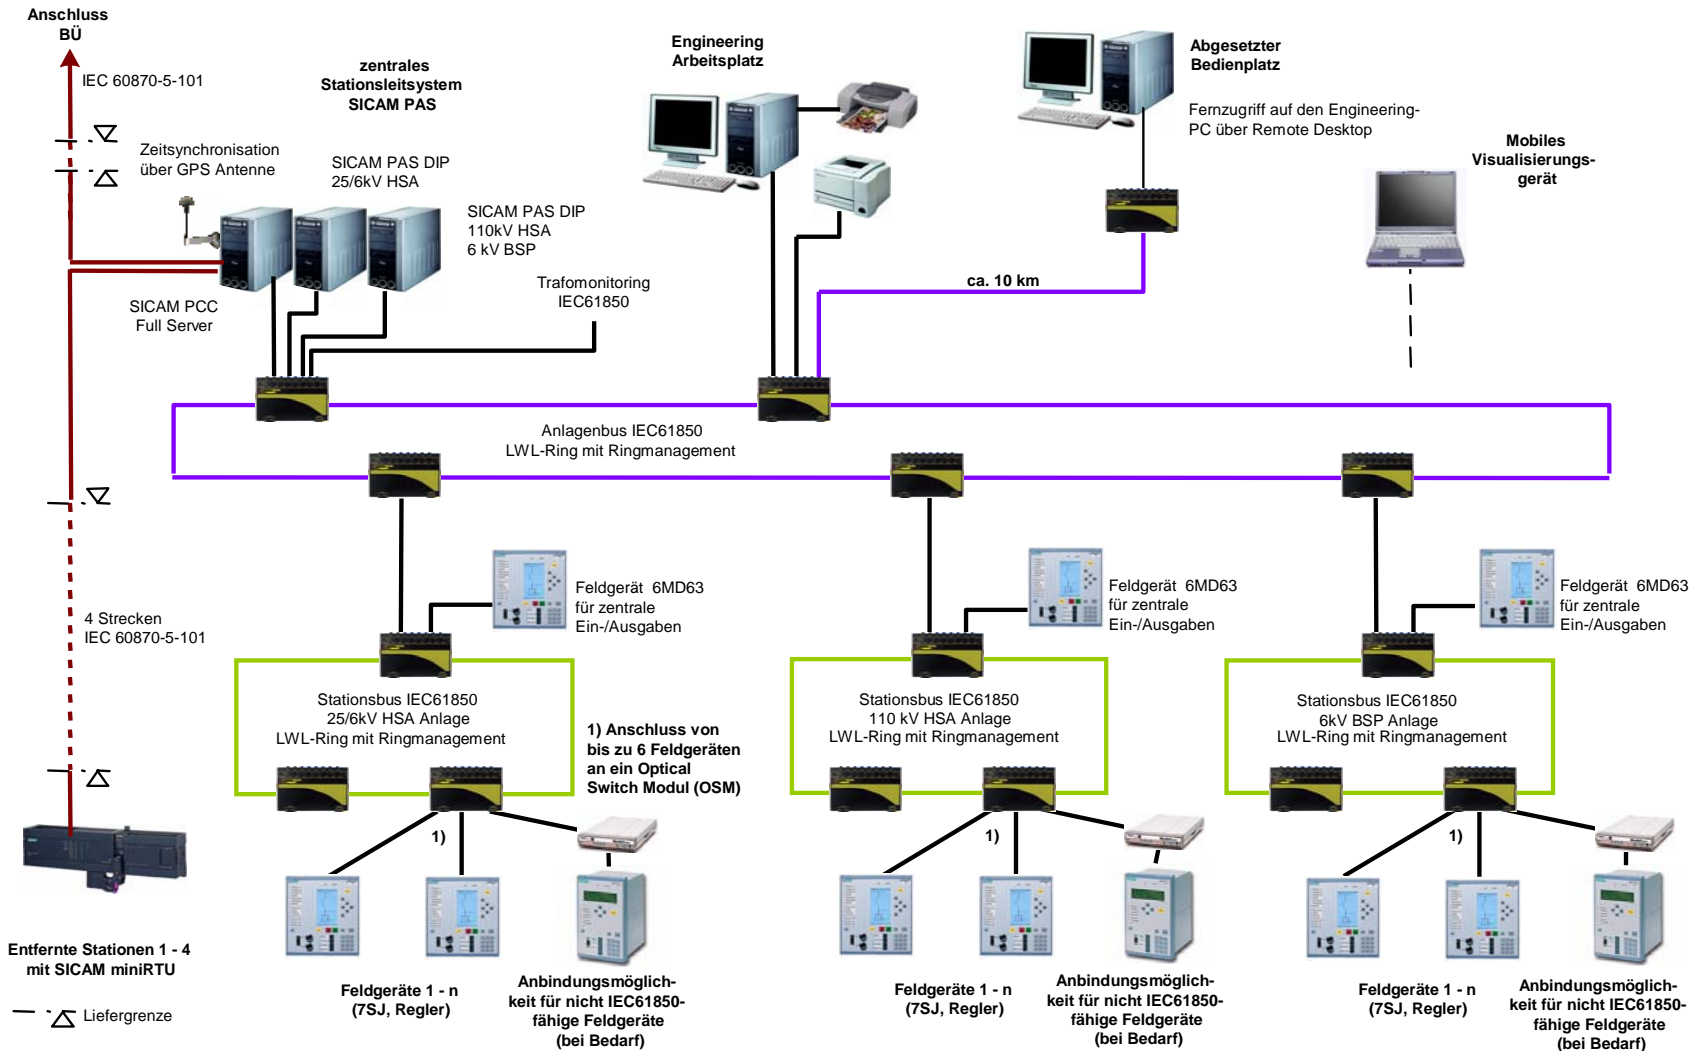 Anschluss
BÜ
IEC 60870-5-101
zentrales
Stationsleitsystem
SICAM PAS
Zeitsynchronisation
über GPS Antenne
SICAM PAS DIP
25/6kV HSA
SICAM PAS DIP
110kV HSA
6 kV BSP
SICAM PCC
Full Server
Trafomonitoring
IEC61850
Engineering
Arbeitsplatz
Abgesetzter
Bedienplatz
Fernzugriff auf den Engineering-
PC über Remote Desktop
Mobiles
Visualisierungs-
gerät
ca. 10 km
Anlagenbus IEC61850
LWL-Ring mit Ringmanagement
4 Strecken
IEC 60870-5-101
Feldgerät 6MD63
für zentrale
Ein-/Ausgaben
Feldgerät 6MD63
für zentrale
Ein-/Ausgaben
Feldgerät 6MD63
für zentrale
Ein-/Ausgaben
Stationsbus IEC61850
25/6kV HSA Anlage
LWL-Ring mit Ringmanagement
1) Anschluss von
bis zu 6 Feldgeräten
an ein Optical
Switch Modul (OSM)
Stationsbus IEC61850
110 kV HSA Anlage
LWL-Ring mit Ringmanagement
Stationsbus IEC61850
6kV BSP Anlage
LWL-Ring mit Ringmanagement
1)
1)
1)
Entfernte Stationen 1 - 4
mit SICAM miniRTU
Liefergrenze
Feldgeräte 1 - n
(7SJ, Regler)
Anbindungsmöglich-
keit für nicht IEC61850-
fähige Feldgeräte
(bei Bedarf)
Feldgeräte 1 - n
(7SJ, Regler)
Anbindungsmöglich-
keit für nicht IEC61850-
fähige Feldgeräte
(bei Bedarf)
Feldgeräte 1 - n
(7SJ, Regler)
Anbindungsmöglich-
keit für nicht IEC61850-
fähige Feldgeräte
(bei Bedarf)